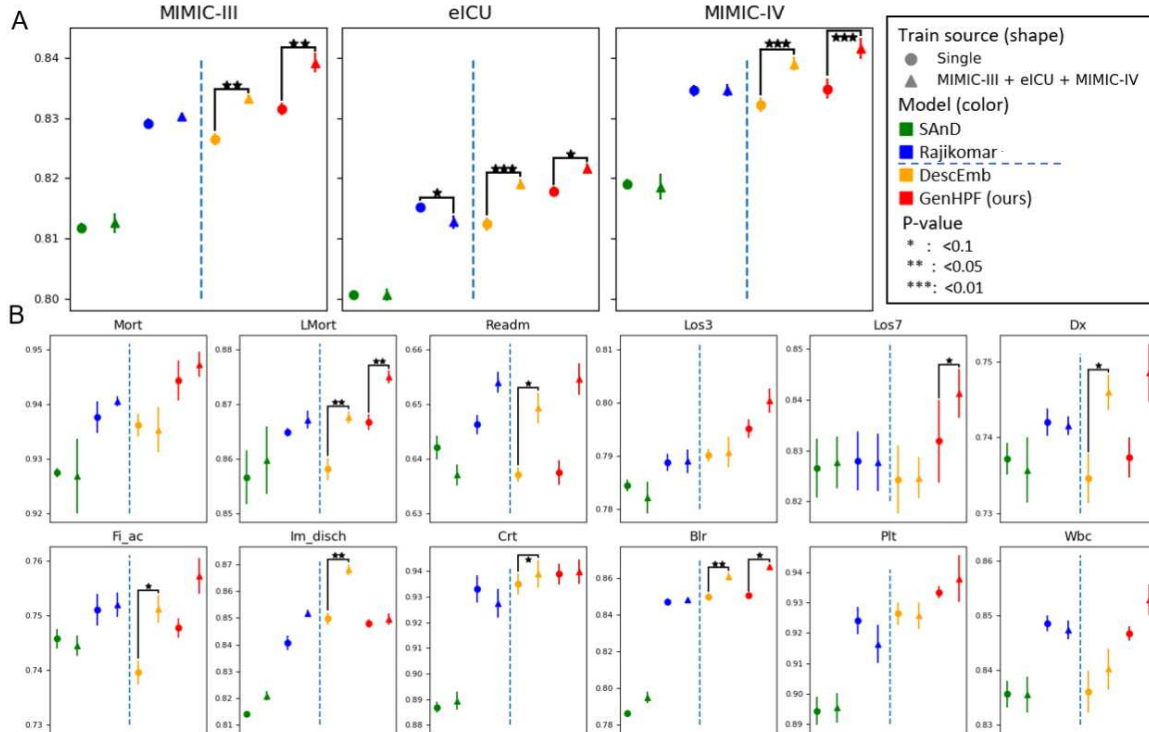 A
MIMIC-III eICU MIMIC-IV
0.84
0.83
0.82
0.81
0.80
Train source (shape)
Single
MIMIC-III + eICU + MIMIC-IV
Model (color)
SAnD
Rajikomar
DescEmb
GenHPF (ours)
P-value
* : <0.1
** : <0.05
***: <0.01
B
Mort LMort Readm Los3 Los7 Dx
0.95 0.88 0.66 0.81 0.85 0.75
0.94 0.87 0.65 0.80 0.84 0.74
0.93 0.86 0.64 0.79 0.83 0.73
0.92 0.85 0.63 0.78 0.82
Fi_ac Im_disch Crt Blr Plt Wbc
0.76 0.87 0.94 0.86 0.94 0.86
0.75 0.86 0.93 0.84 0.93 0.85
0.74 0.85 0.92 0.82 0.92 0.84
0.73 0.84 0.91 0.80 0.91 0.83
0.83 0.90 0.78 0.90
0.82 0.89 0.89
0.81 0.88